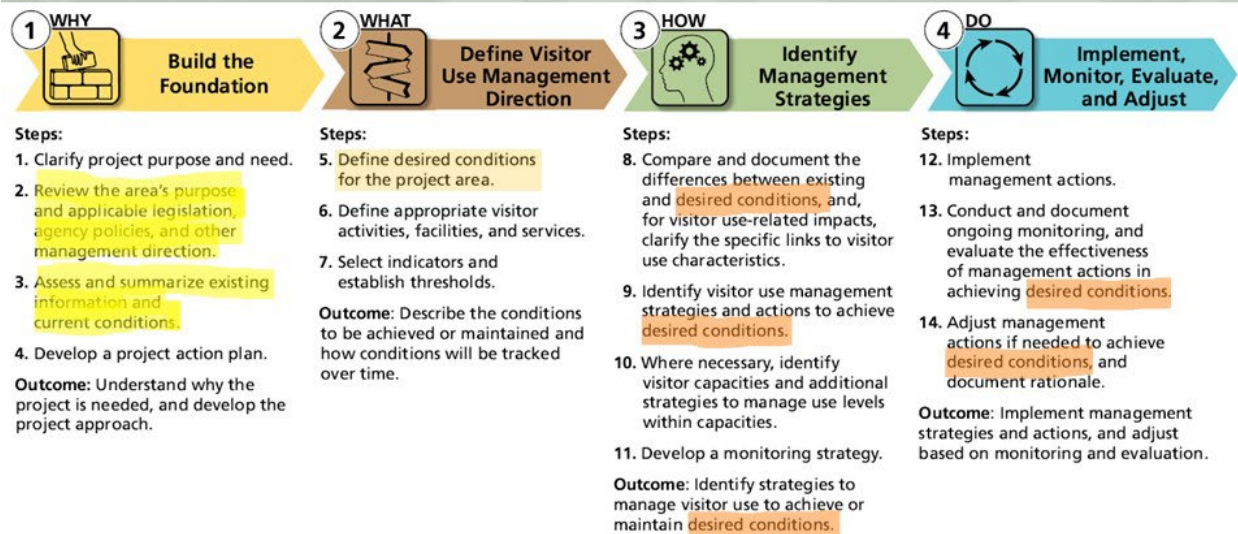 1 WHY
Build the
Foundation
Steps:
1. Clarify project purpose and need.
2. Review the area's purpose
and applicable legislation,
agency policies, and other
management direction.
3. Assess and summarize existing
information and
current conditions.
4. Develop a project action plan.
Outcome: Understand why the
project is needed, and develop the
project approach.
2 WHAT
Define Visitor
Use Management
Direction
Steps:
5. Define desired conditions
for the project area.
6. Define appropriate visitor
activities, facilities, and services.
7. Select indicators and
establish thresholds.
Outcome: Describe the conditions
to be achieved or maintained and
how conditions will be tracked
over time.
3 HOW
Identify
Management
Strategies
Steps:
8. Compare and document the
differences between existing
and desired conditions, and,
for visitor use-related impacts,
clarify the specific links to visitor
use characteristics.
9. Identify visitor use management
strategies and actions to achieve
desired conditions.
10. Where necessary, identify
visitor capacities and additional
strategies to manage use levels
within capacities.
11. Develop a monitoring strategy.
Outcome: Identify strategies to
manage visitor use to achieve or
maintain desired conditions.
4 DO
Implement,
Monitor, Evaluate,
and Adjust
Steps:
12. Implement
management actions.
13. Conduct and document
ongoing monitoring, and
evaluate the effectiveness
of management actions in
achieving desired conditions.
14. Adjust management
actions if needed to achieve
desired conditions, and
document rationale.
Outcome: Implement management
strategies and actions, and adjust
based on monitoring and evaluation.